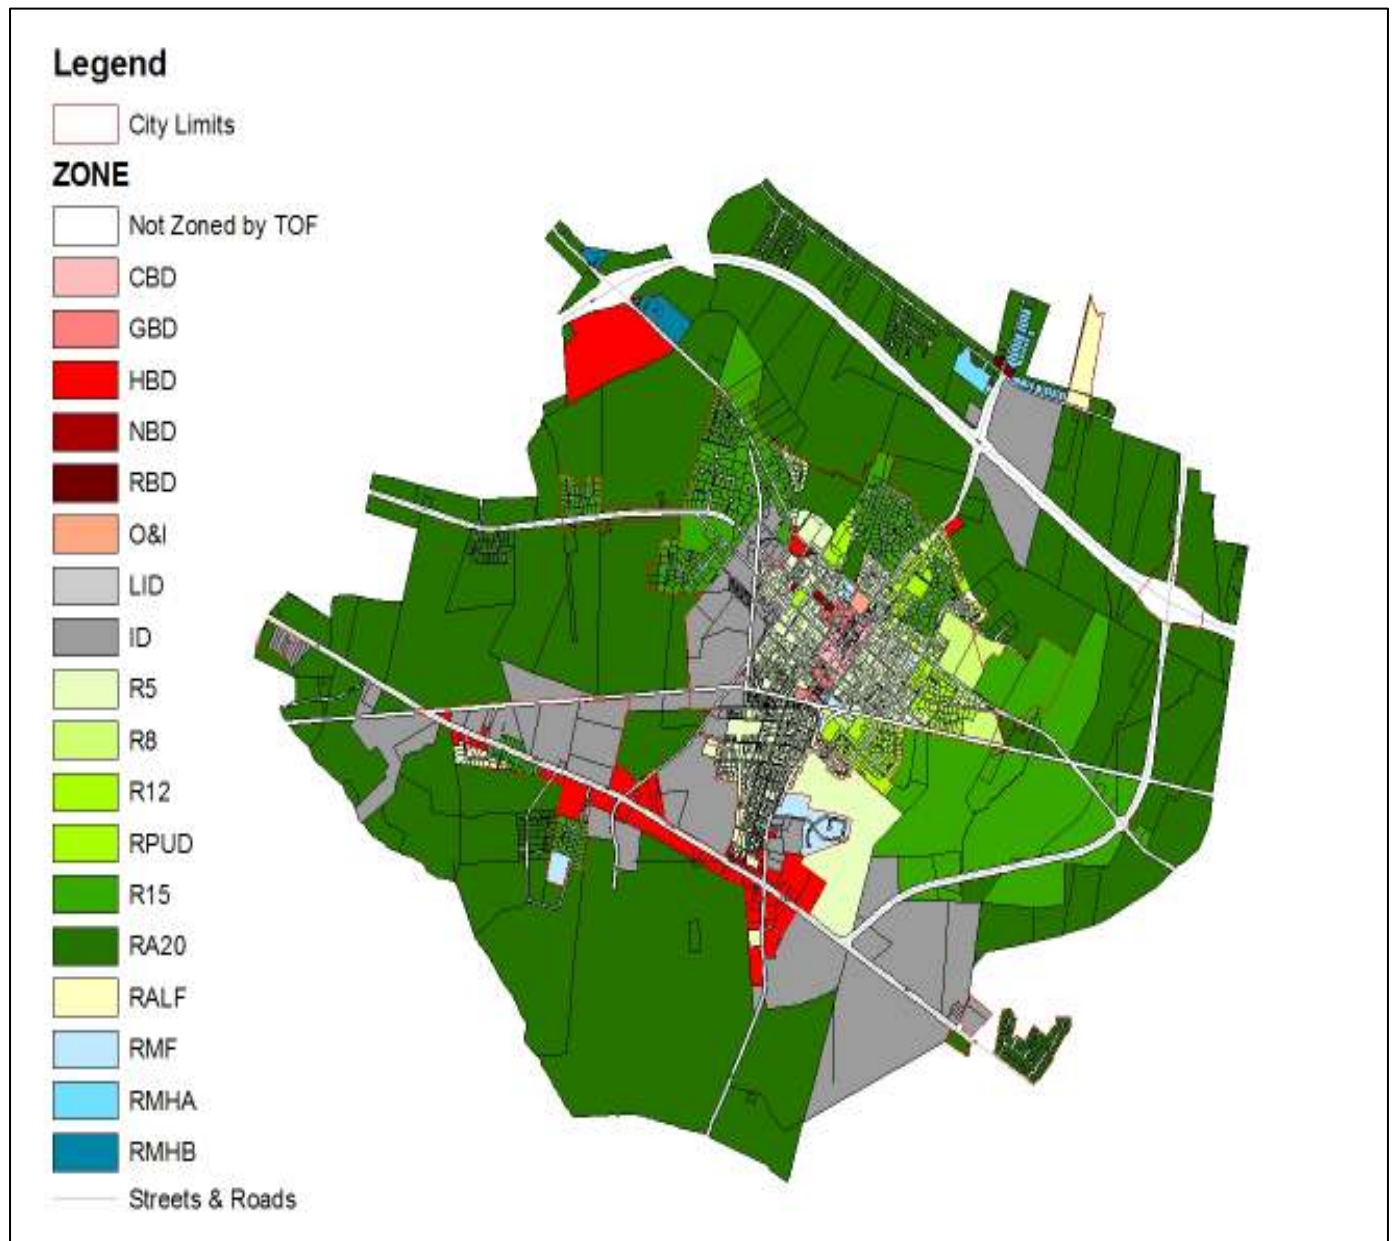 Legend
City Limits
ZONE
Not Zoned by TOF
CBD
GBD
HBD
NBD
RBD
O&I
LID
ID
R5
R8
R12
RPUD
R15
RA20
RALF
RMF
RMHA
RMHB
Streets & Roads